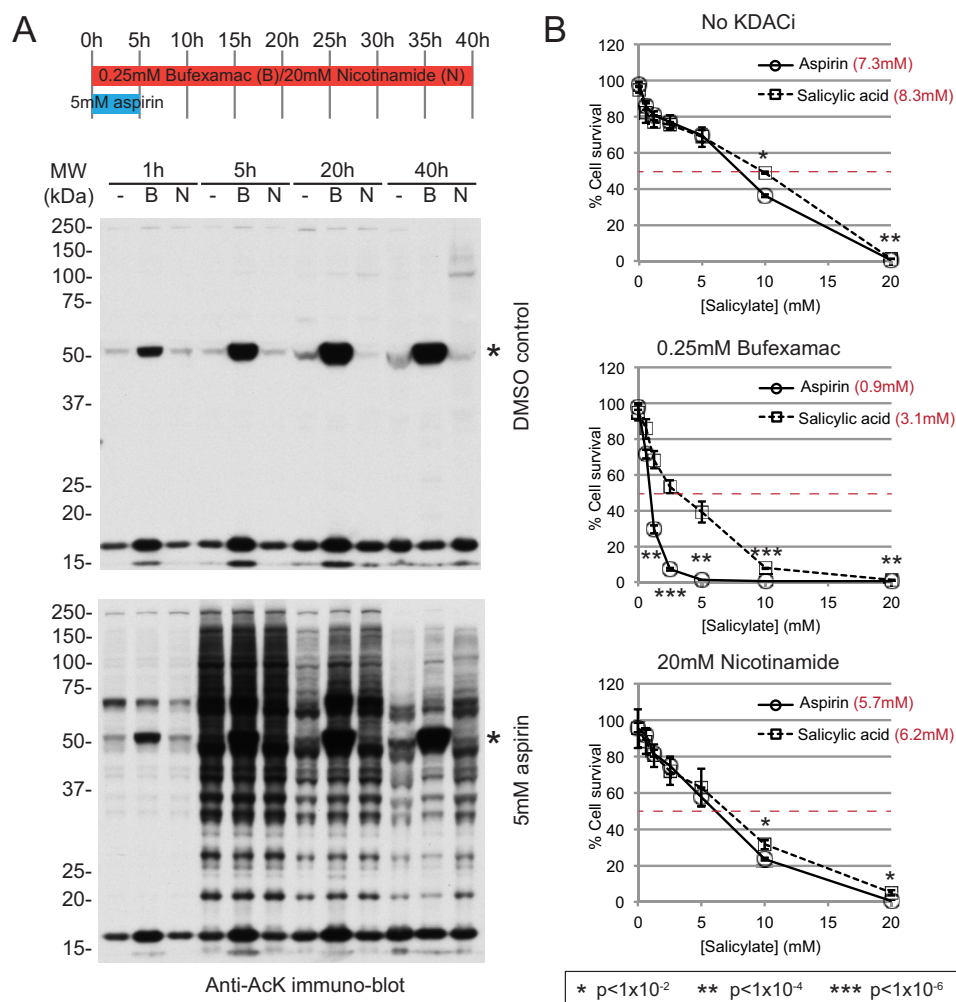 A
0h 5h 10h 15h 20h 25h 30h 35h 40h
0.25mM Bufexamac (B)/20mM Nicotinamide (N)
5mM aspirin
MW (kDa)
1h 5h 20h 40h
- B N - B N - B N - B N
250-
150-
100-
75-
50-
37-
25-
20-
15-
*
DMSO control
250-
150-
100-
75-
50-
37-
25-
20-
15-
*
5mM aspirin
Anti-AcK immuno-blot
B
No KDACi
Aspirin (7.3mM)
Salicylic acid (8.3mM)
% Cell survival
120
100
80
60
40
20
0
*
**
0 5 10 15 20
[Salicylate] (mM)
0.25mM Bufexamac
Aspirin (0.9mM)
Salicylic acid (3.1mM)
% Cell survival
120
100
80
60
40
20
0
**
***
**
***
**
0 5 10 15 20
[Salicylate] (mM)
20mM Nicotinamide
Aspirin (5.7mM)
Salicylic acid (6.2mM)
% Cell survival
120
100
80
60
40
20
0
*
*
0 5 10 15 20
[Salicylate] (mM)
* p<1x10⁻² ** p<1x10⁻⁴ *** p<1x10⁻⁶